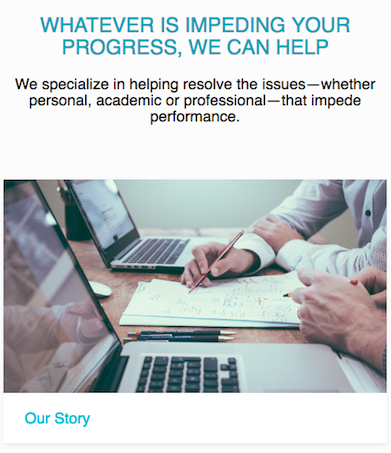 WHATEVER IS IMPEDING YOUR
PROGRESS, WE CAN HELP
We specialize in helping resolve the issues—whether
personal, academic or professional—that impede
performance.
Our Story